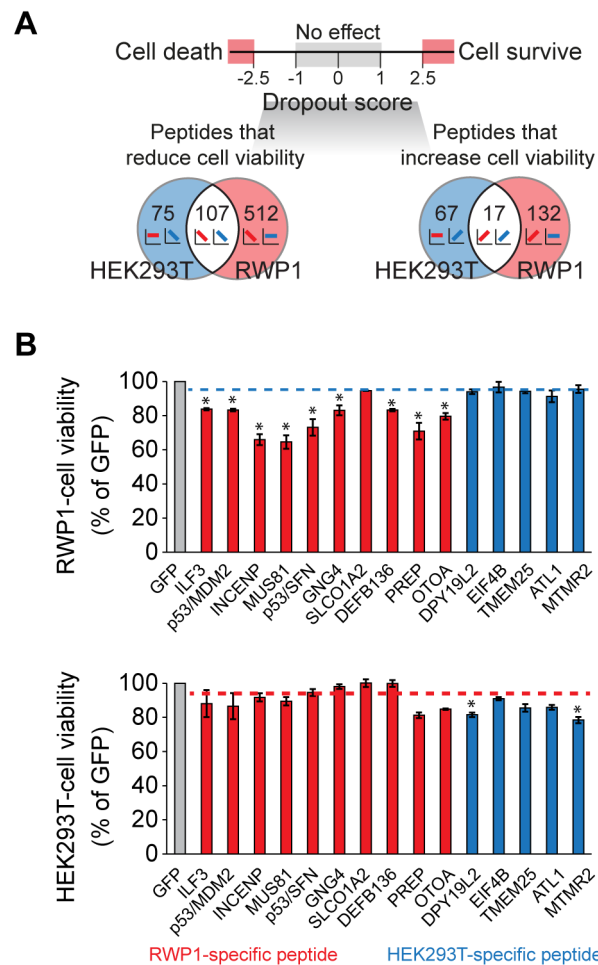 A
No effect
Cell death
Cell survive
-2.5 -1 0 1 2.5
Dropout score
Peptides that
reduce cell viability
Peptides that
increase cell viability
75 107 512
HEK293T RWP1
67 17 132
HEK293T RWP1
B
RWP1-cell viability
(% of GFP)
100
80
60
40
20
0
* * * * * * * * *
GFP
ILF3
p53/MDM2
INCENP
MUS81
p53/SFN
GNG4
SLCO1A2
DEFB136
PREP
OTOA
DPY19L2
EIF4B
TMEM25
ATL1
MTMR2
HEK293T-cell viability
(% of GFP)
100
80
60
40
20
0
* *
GFP
ILF3
p53/MDM2
INCENP
MUS81
p53/SFN
GNG4
SLCO1A2
DEFB136
PREP
OTOA
DPY19L2
EIF4B
TMEM25
ATL1
MTMR2
RWP1-specific peptide
HEK293T-specific peptide